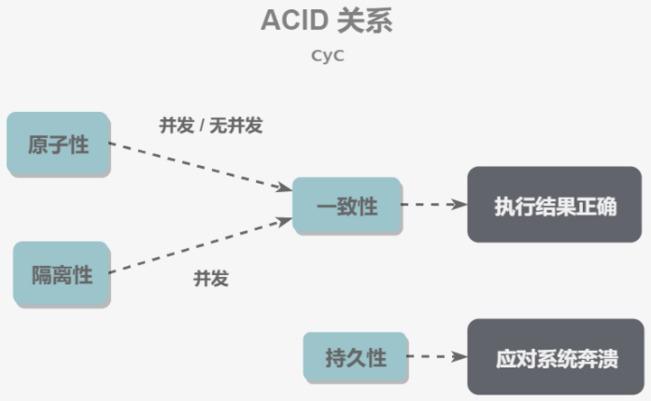 ACID 关系
CyC
并发 / 无并发
原子性
一致性
执行结果正确
隔离性
并发
持久性
应对系统奔溃